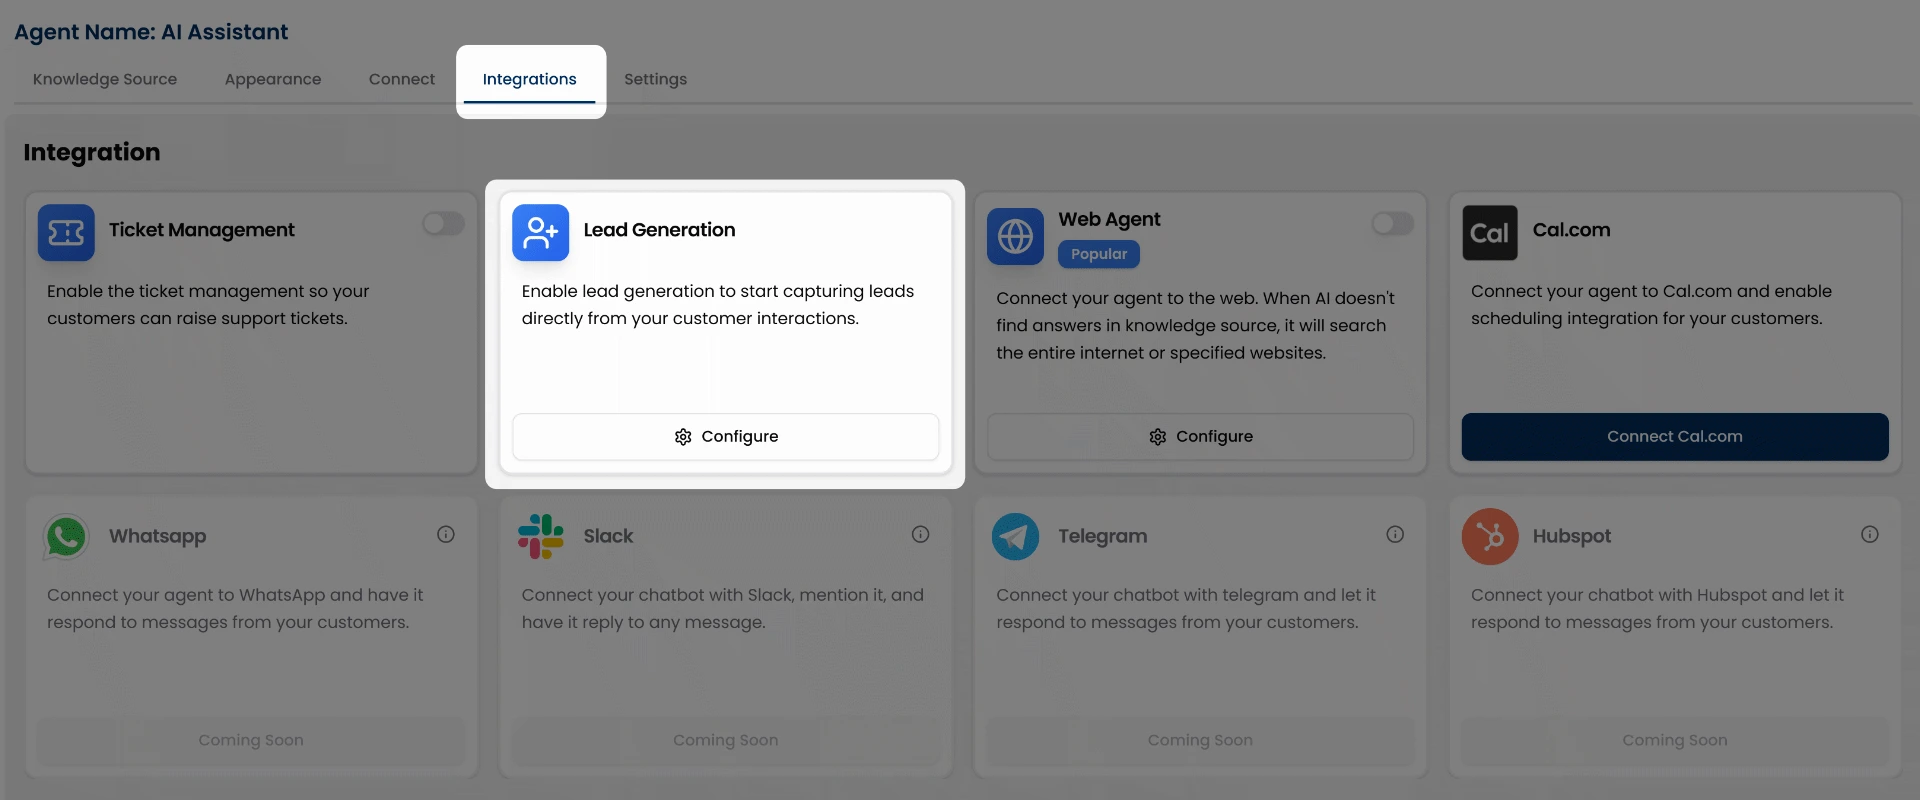 Agent Name: AI Assistant
Knowledge Source
Appearance
Connect
Integrations
Settings
Integration
Ticket Management
Enable the ticket management so your
customers can raise support tickets.
Lead Generation
Enable lead generation to start capturing leads
directly from your customer interactions.
Configure
Web Agent
Popular
Connect your agent to the web. When AI doesn't
find answers in knowledge source, it will search
the entire internet or specified websites.
Configure
Cal
Cal.com
Connect your agent to Cal.com and enable
scheduling integration for your customers.
Connect Cal.com
Whatsapp
Connect your agent to WhatsApp and have it
respond to messages from your customers.
Coming Soon
Slack
Connect your chatbot with Slack, mention it, and
have it reply to any message.
Coming Soon
Telegram
Connect your chatbot with telegram and let it
respond to messages from your customers.
Coming Soon
Hubspot
Connect your chatbot with Hubspot and let it
respond to messages from your customers.
Coming Soon